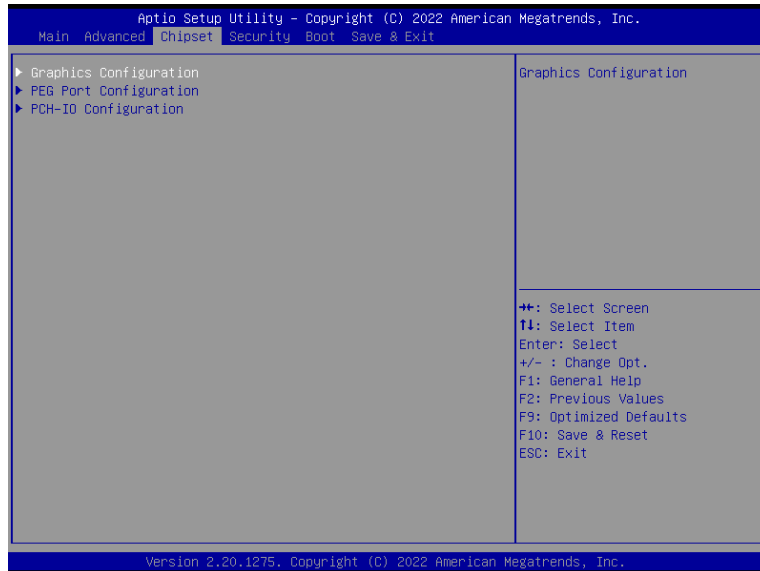 Aptio Setup Utility – Copyright (C) 2022 American Megatrends, Inc.
Main Advanced Chipset Security Boot Save & Exit
▶ Graphics Configuration
▶ PEG Port Configuration
▶ PCH-IO Configuration
Graphics Configuration
→←: Select Screen
↑↓: Select Item
Enter: Select
+/- : Change Opt.
F1: General Help
F2: Previous Values
F9: Optimized Defaults
F10: Save & Reset
ESC: Exit
Version 2.20.1275. Copyright (C) 2022 American Megatrends, Inc.